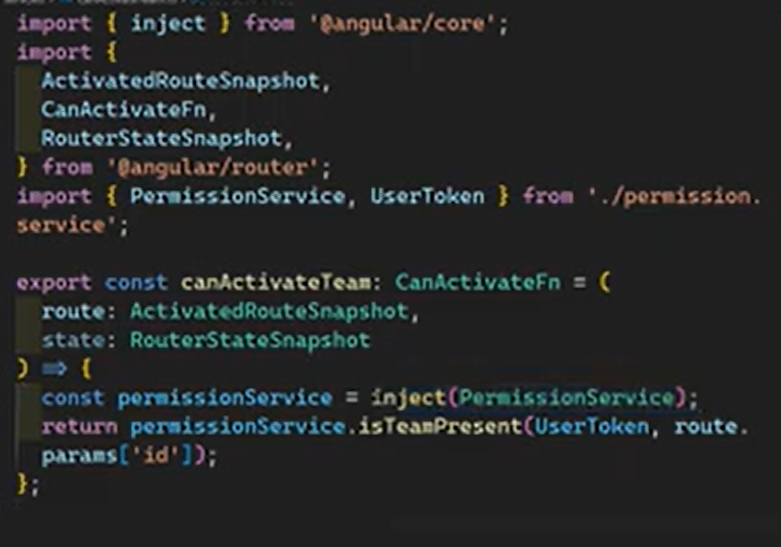 import { inject } from '@angular/core';
import {
  ActivatedRouteSnapshot,
  CanActivateFn,
  RouterStateSnapshot,
} from '@angular/router';
import { PermissionService, UserToken } from './permission.
service';
export const canActivateTeam: CanActivateFn = (
  route: ActivatedRouteSnapshot,
  state: RouterStateSnapshot
) => {
  const permissionService = inject(PermissionService);
  return permissionService.isTeamPresent(UserToken, route.
  params['id']);
};